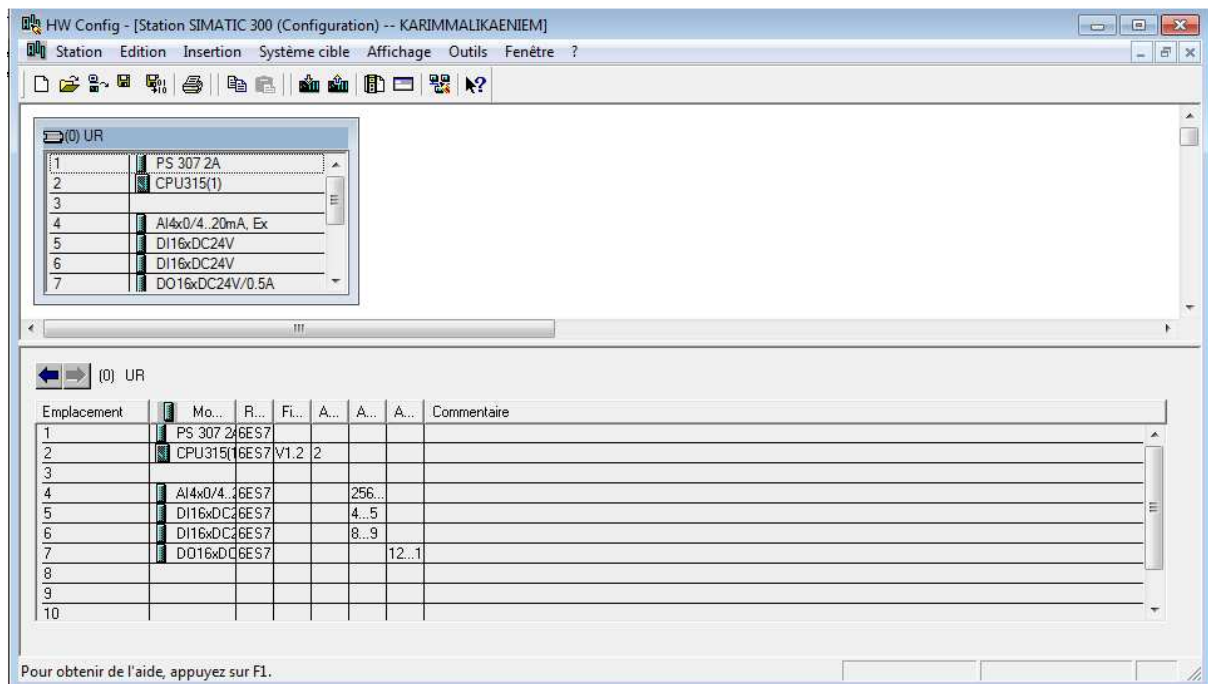 HW Config - [Station SIMATIC 300 (Configuration) -- KARIMMALIKAENIEM]
Station Edition Insertion Système cible Affichage Outils Fenêtre ?
(0) UR
1 PS 307 2A
2 CPU315(1)
3
4 AI4x0/4..20mA, Ex
5 DI16xDC24V
6 DI16xDC24V
7 DO16xDC24V/0.5A
(0) UR
Emplacement Mo... R... Fi... A... A... A... Commentaire
1 PS 307 2A 6ES7
2 CPU315(1 6ES7 V1.2 2
3
4 AI4x0/4..2 6ES7 256...
5 DI16xDC2 6ES7 4...5
6 DI16xDC2 6ES7 8...9
7 DO16xDC 6ES7 12...1
8
9
10
Pour obtenir de l'aide, appuyez sur F1.